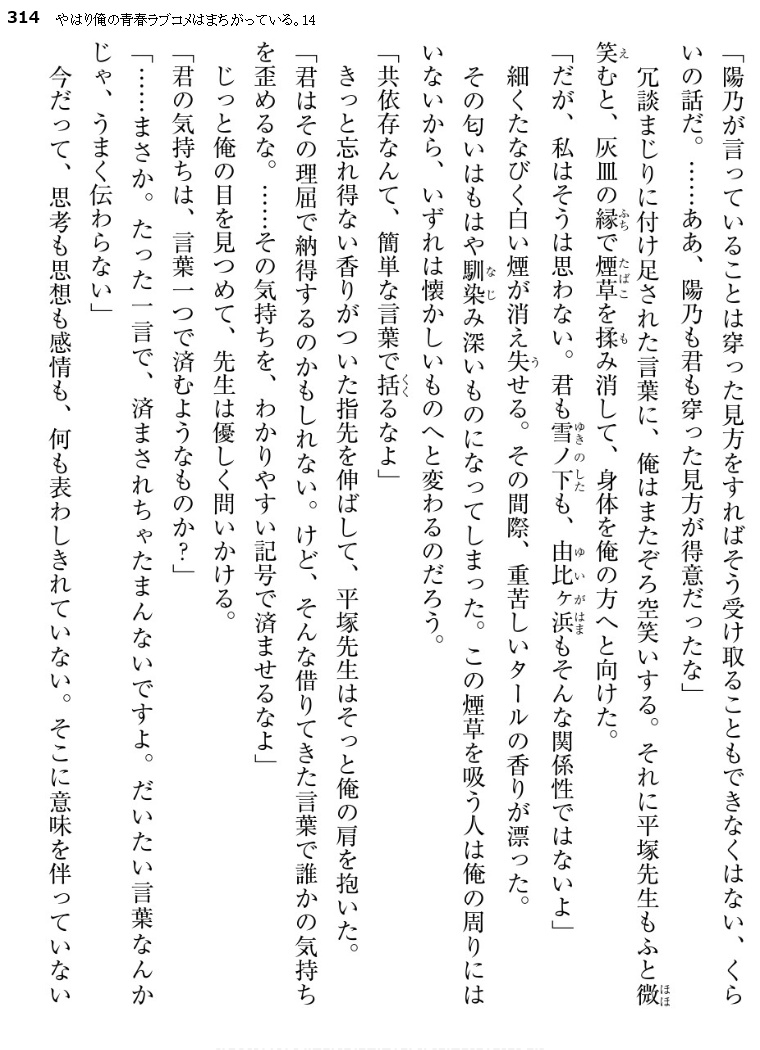 314 やはり俺の青春ラブコメはまちがっている。14
「陽乃が言っていることは穿った見方をすればそう受け取ることもできなくはない、くら
いの話だ。……ああ、陽乃も君も穿った見方が得意だったな」
冗談まじりに付け足された言葉に、俺はまたぞろ空笑いする。それに平塚先生もふと微ほほ
笑えむと、灰皿の縁ふちで煙草たばこを揉もみ消して、身体を俺の方へと向けた。
「だが、私はそうは思わない。君も雪ノ下ゆきのしたも、由比ヶ浜ゆいがはまもそんな関係性ではないよ」
細くたなびく白い煙が消え失うせる。その間際、重苦しいタールの香りが漂った。
その匂いはもはや馴染なじみ深いものになってしまった。この煙草を吸う人は俺の周りには
いないから、いずれは懐かしいものへと変わるのだろう。
「共依存なんて、簡単な言葉で括くくるなよ」
きっと忘れ得ない香りがついた指先を伸ばして、平塚先生はそっと俺の肩を抱いた。
「君はその理屈で納得するのかもしれない。けど、そんな借りてきた言葉で誰かの気持ち
を歪めるな。……その気持ちを、わかりやすい記号で済ませるなよ」
じっと俺の目を見つめて、先生は優しく問いかける。
「君の気持ちは、言葉一つで済むようなものか？」
「……まさか。たった一言で、済まされちゃたまんないですよ。だいたい言葉なんか
じゃ、うまく伝わらない」
今だって、思考も思想も感情も、何も表わしきれていない。そこに意味を伴っていない